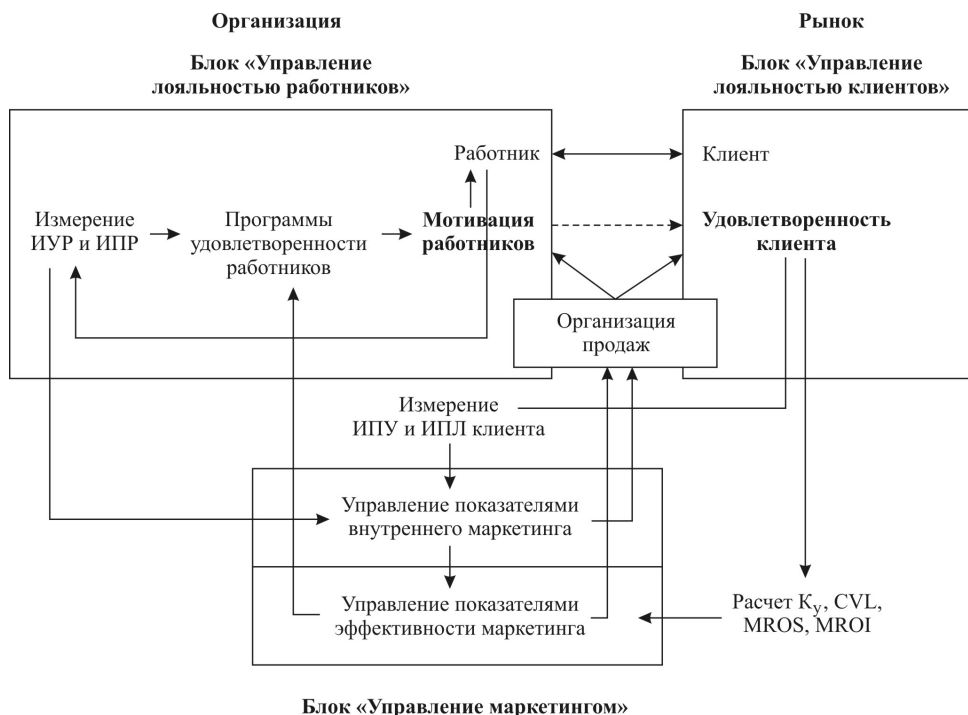 Организация
Рынок
Блок «Управление
лояльностью работников»
Блок «Управление
лояльностью клиентов»
Работник
Клиент
Измерение
ИУР и ИПР
Программы
удовлетворенности
работников
Мотивация
работников
Удовлетворенность
клиента
Организация
продаж
Измерение
ИПУ и ИПЛ клиента
Управление показателями
внутреннего маркетинга
Управление показателями
эффективности маркетинга
Расчет Kу, CVL,
MROS, MROI
Блок «Управление маркетингом»